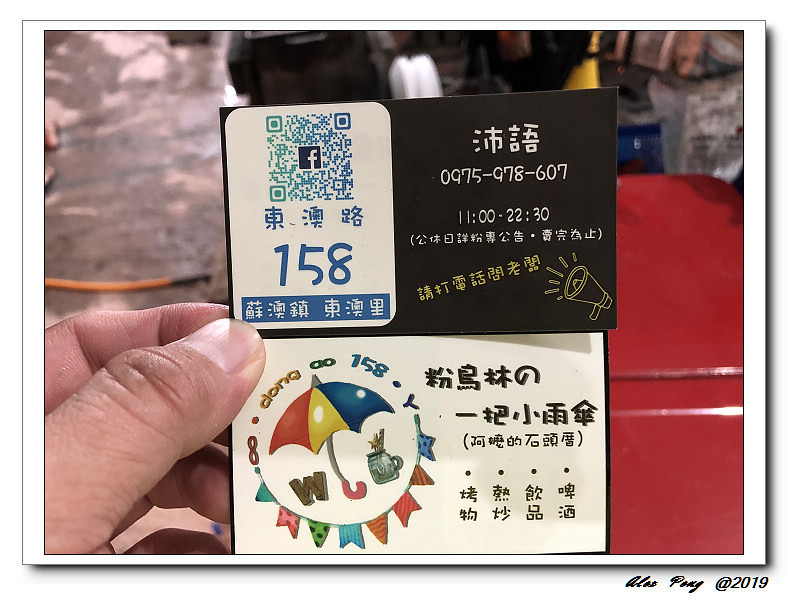 東澳路
158
蘇澳鎮 東澳里
沛語
0975-978-607
11:00-22:30
(公休日詳粉專公告•賣完為止)
請打電話問老闆
dong ao 158
粉鳥林の
一把小雨傘
(阿嬤的石頭厝)
烤物 熱炒 飲品 啤酒
Alex Peng @2019